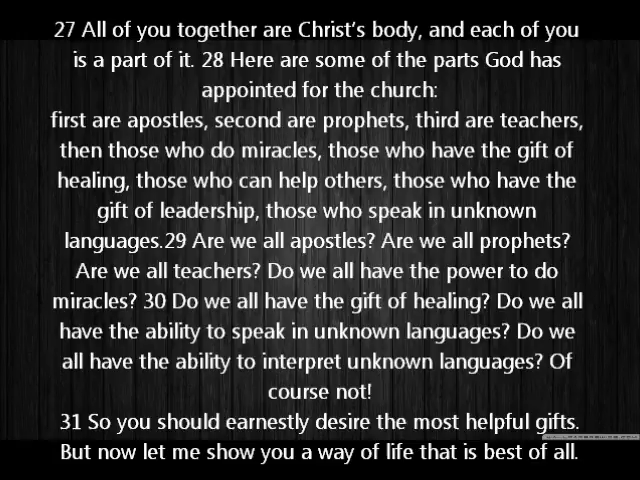 27 All of you together are Christ's body, and each of you
is a part of it. 28 Here are some of the parts God has
appointed for the church:
first are apostles, second are prophets, third are teachers,
then those who do miracles, those who have the gift of
healing, those who can help others, those who have the
gift of leadership, those who speak in unknown
languages.29 Are we all apostles? Are we all prophets?
Are we all teachers? Do we all have the power to do
miracles? 30 Do we all have the gift of healing? Do we all
have the ability to speak in unknown languages? Do we
all have the ability to interpret unknown languages? Of
course not!
31 So you should earnestly desire the most helpful gifts.
But now let me show you a way of life that is best of all.